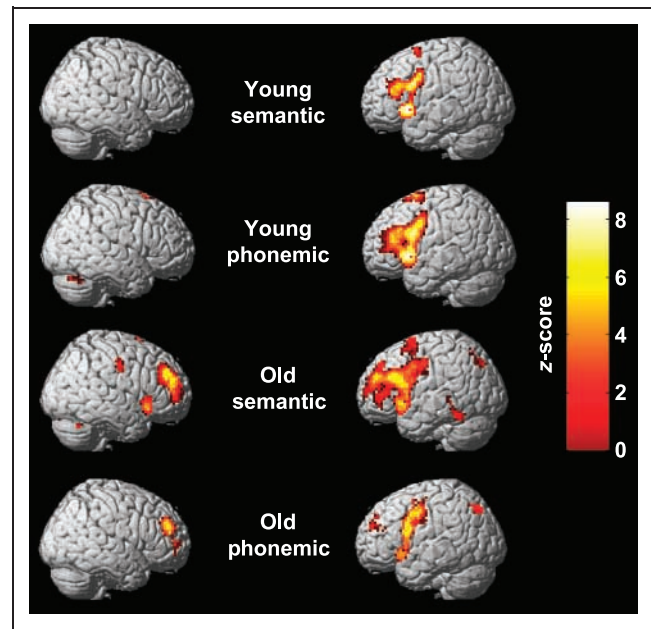 Young
semantic
Young
phonemic
Old
semantic
Old
phonemic
z-score
8
6
4
2
0